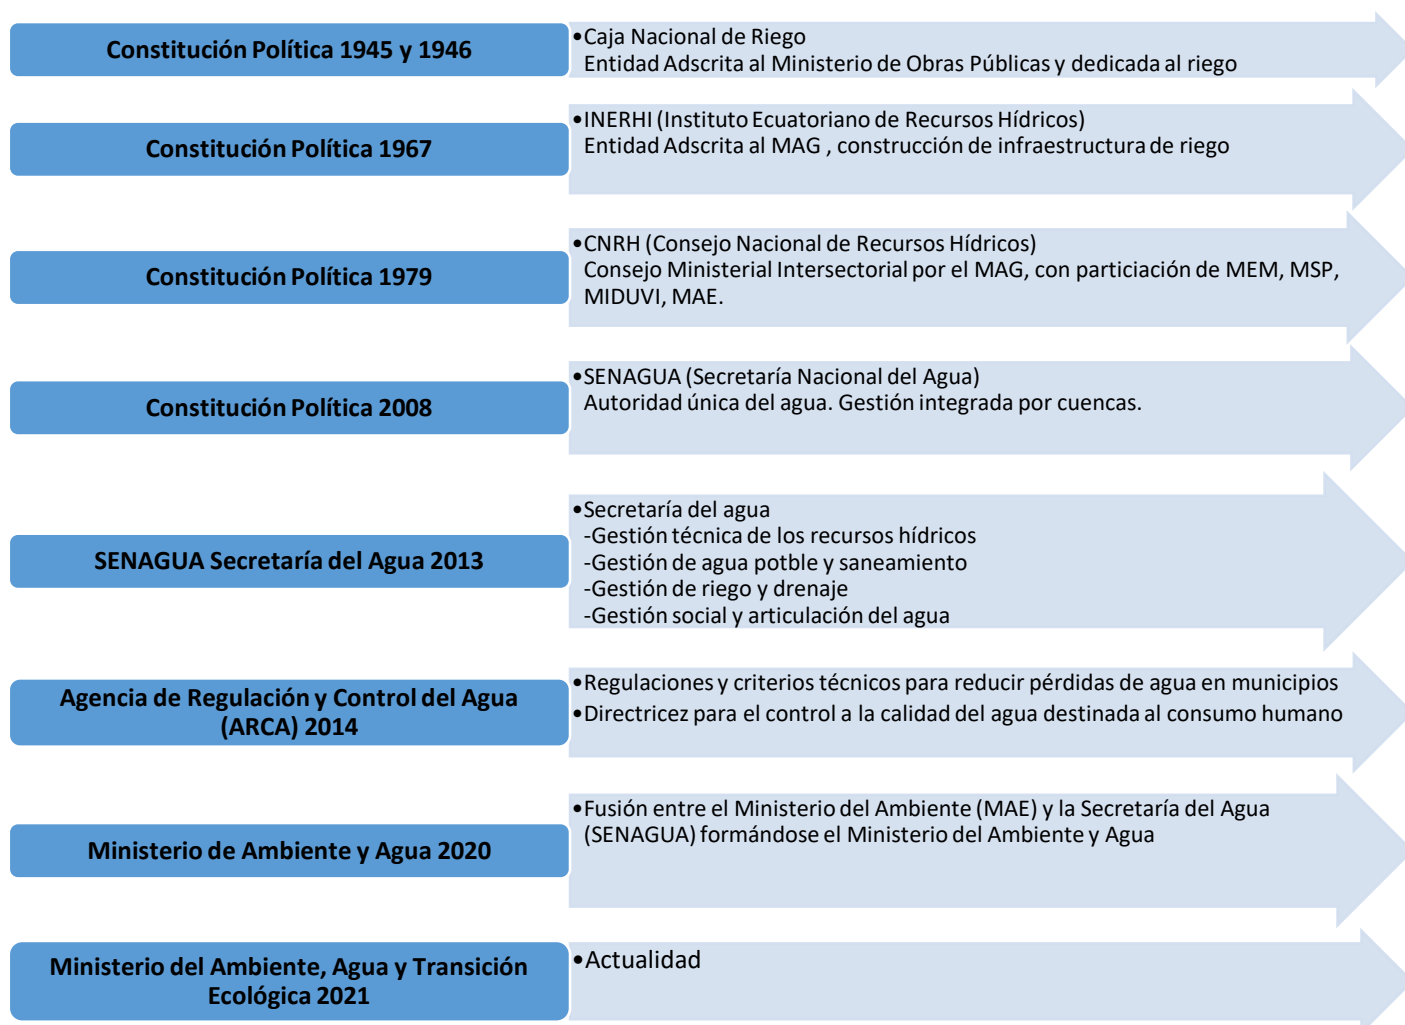 Constitución Política 1945 y 1946
•Caja Nacional de Riego
Entidad Adscrita al Ministerio de Obras Públicas y dedicada al riego
Constitución Política 1967
•INERHI (Instituto Ecuatoriano de Recursos Hídricos)
Entidad Adscrita al MAG , construcción de infraestructura de riego
Constitución Política 1979
•CNRH (Consejo Nacional de Recursos Hídricos)
Consejo Ministerial Intersectorial por el MAG, con particiación de MEM, MSP,
MIDUVI, MAE.
Constitución Política 2008
•SENAGUA (Secretaría Nacional del Agua)
Autoridad única del agua. Gestión integrada por cuencas.
SENAGUA Secretaría del Agua 2013
•Secretaría del agua
-Gestión técnica de los recursos hídricos
-Gestión de agua potble y saneamiento
-Gestión de riego y drenaje
-Gestión social y articulación del agua
Agencia de Regulación y Control del Agua
(ARCA) 2014
•Regulaciones y criterios técnicos para reducir pérdidas de agua en municipios
•Directricez para el control a la calidad del agua destinada al consumo humano
Ministerio de Ambiente y Agua 2020
•Fusión entre el Ministerio del Ambiente (MAE) y la Secretaría del Agua
(SENAGUA) formándose el Ministerio del Ambiente y Agua
Ministerio del Ambiente, Agua y Transición
Ecológica 2021
•Actualidad